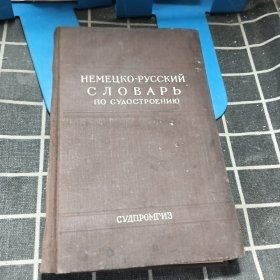 НЕМЕЦКО-РУССКИЙ
СЛОВАРЬ
ПО СУДОСТРОЕНИЮ
СУДПРОМГИЗ